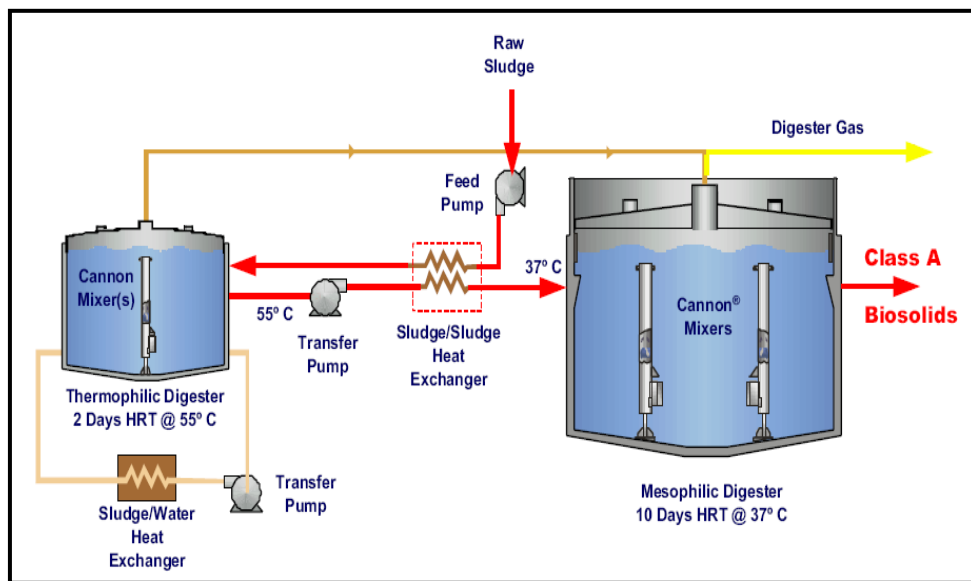 Raw
Sludge
Digester Gas
Feed
Pump
Cannon
Mixer(s)
37º C
Class A
Biosolids
55º C
Cannon®
Mixers
Transfer
Pump
Sludge/Sludge
Heat
Exchanger
Thermophilic Digester
2 Days HRT @ 55º C
Transfer
Pump
Sludge/Water
Heat
Exchanger
Mesophilic Digester
10 Days HRT @ 37º C